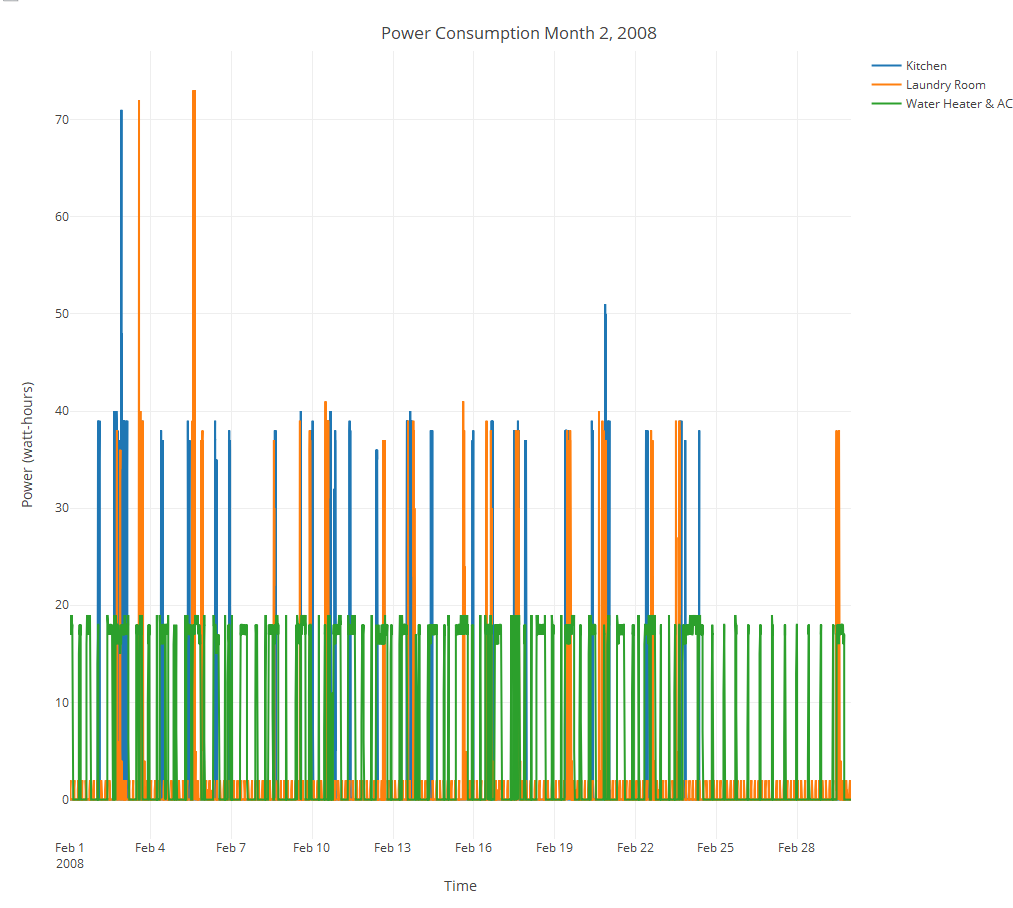 Power Consumption Month 2, 2008
Kitchen
Laundry Room
Water Heater & AC
Power (watt-hours)
70
60
50
40
30
20
10
0
Feb 1 Feb 4 Feb 7 Feb 10 Feb 13 Feb 16 Feb 19 Feb 22 Feb 25 Feb 28
2008
Time